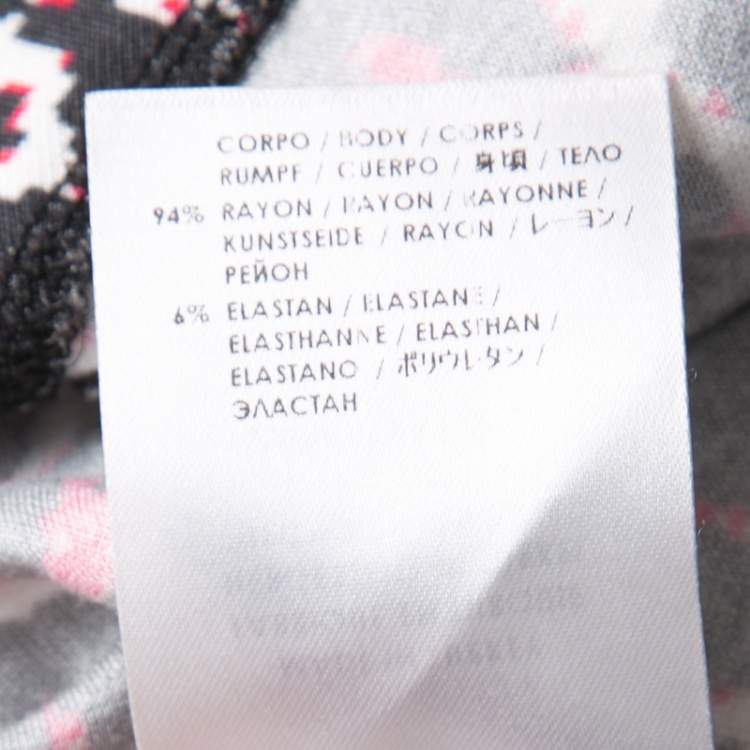 CORPO / BODY / CORPS /
RUMPF / CUERPO / 身頃 / ТЕЛО
94% RAYON / RAYON / RAYONNE /
KUNSTSEIDE / RAYON / レーヨン /
РЕЙОН
6% ELASTAN / ELASTANE /
ELASTHANNE / ELASTHAN /
ELASTANO / ポリウレタン /
ЭЛАСТАН